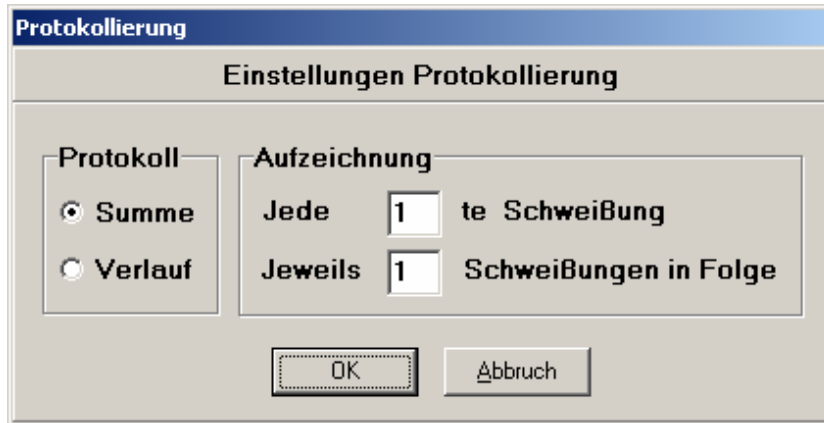 Protokollierung
Einstellungen Protokollierung
Protokoll
Summe
Verlauf
Aufzeichnung
Jede 1 te Schweißung
Jeweils 1 Schweißungen in Folge
OK Abbruch